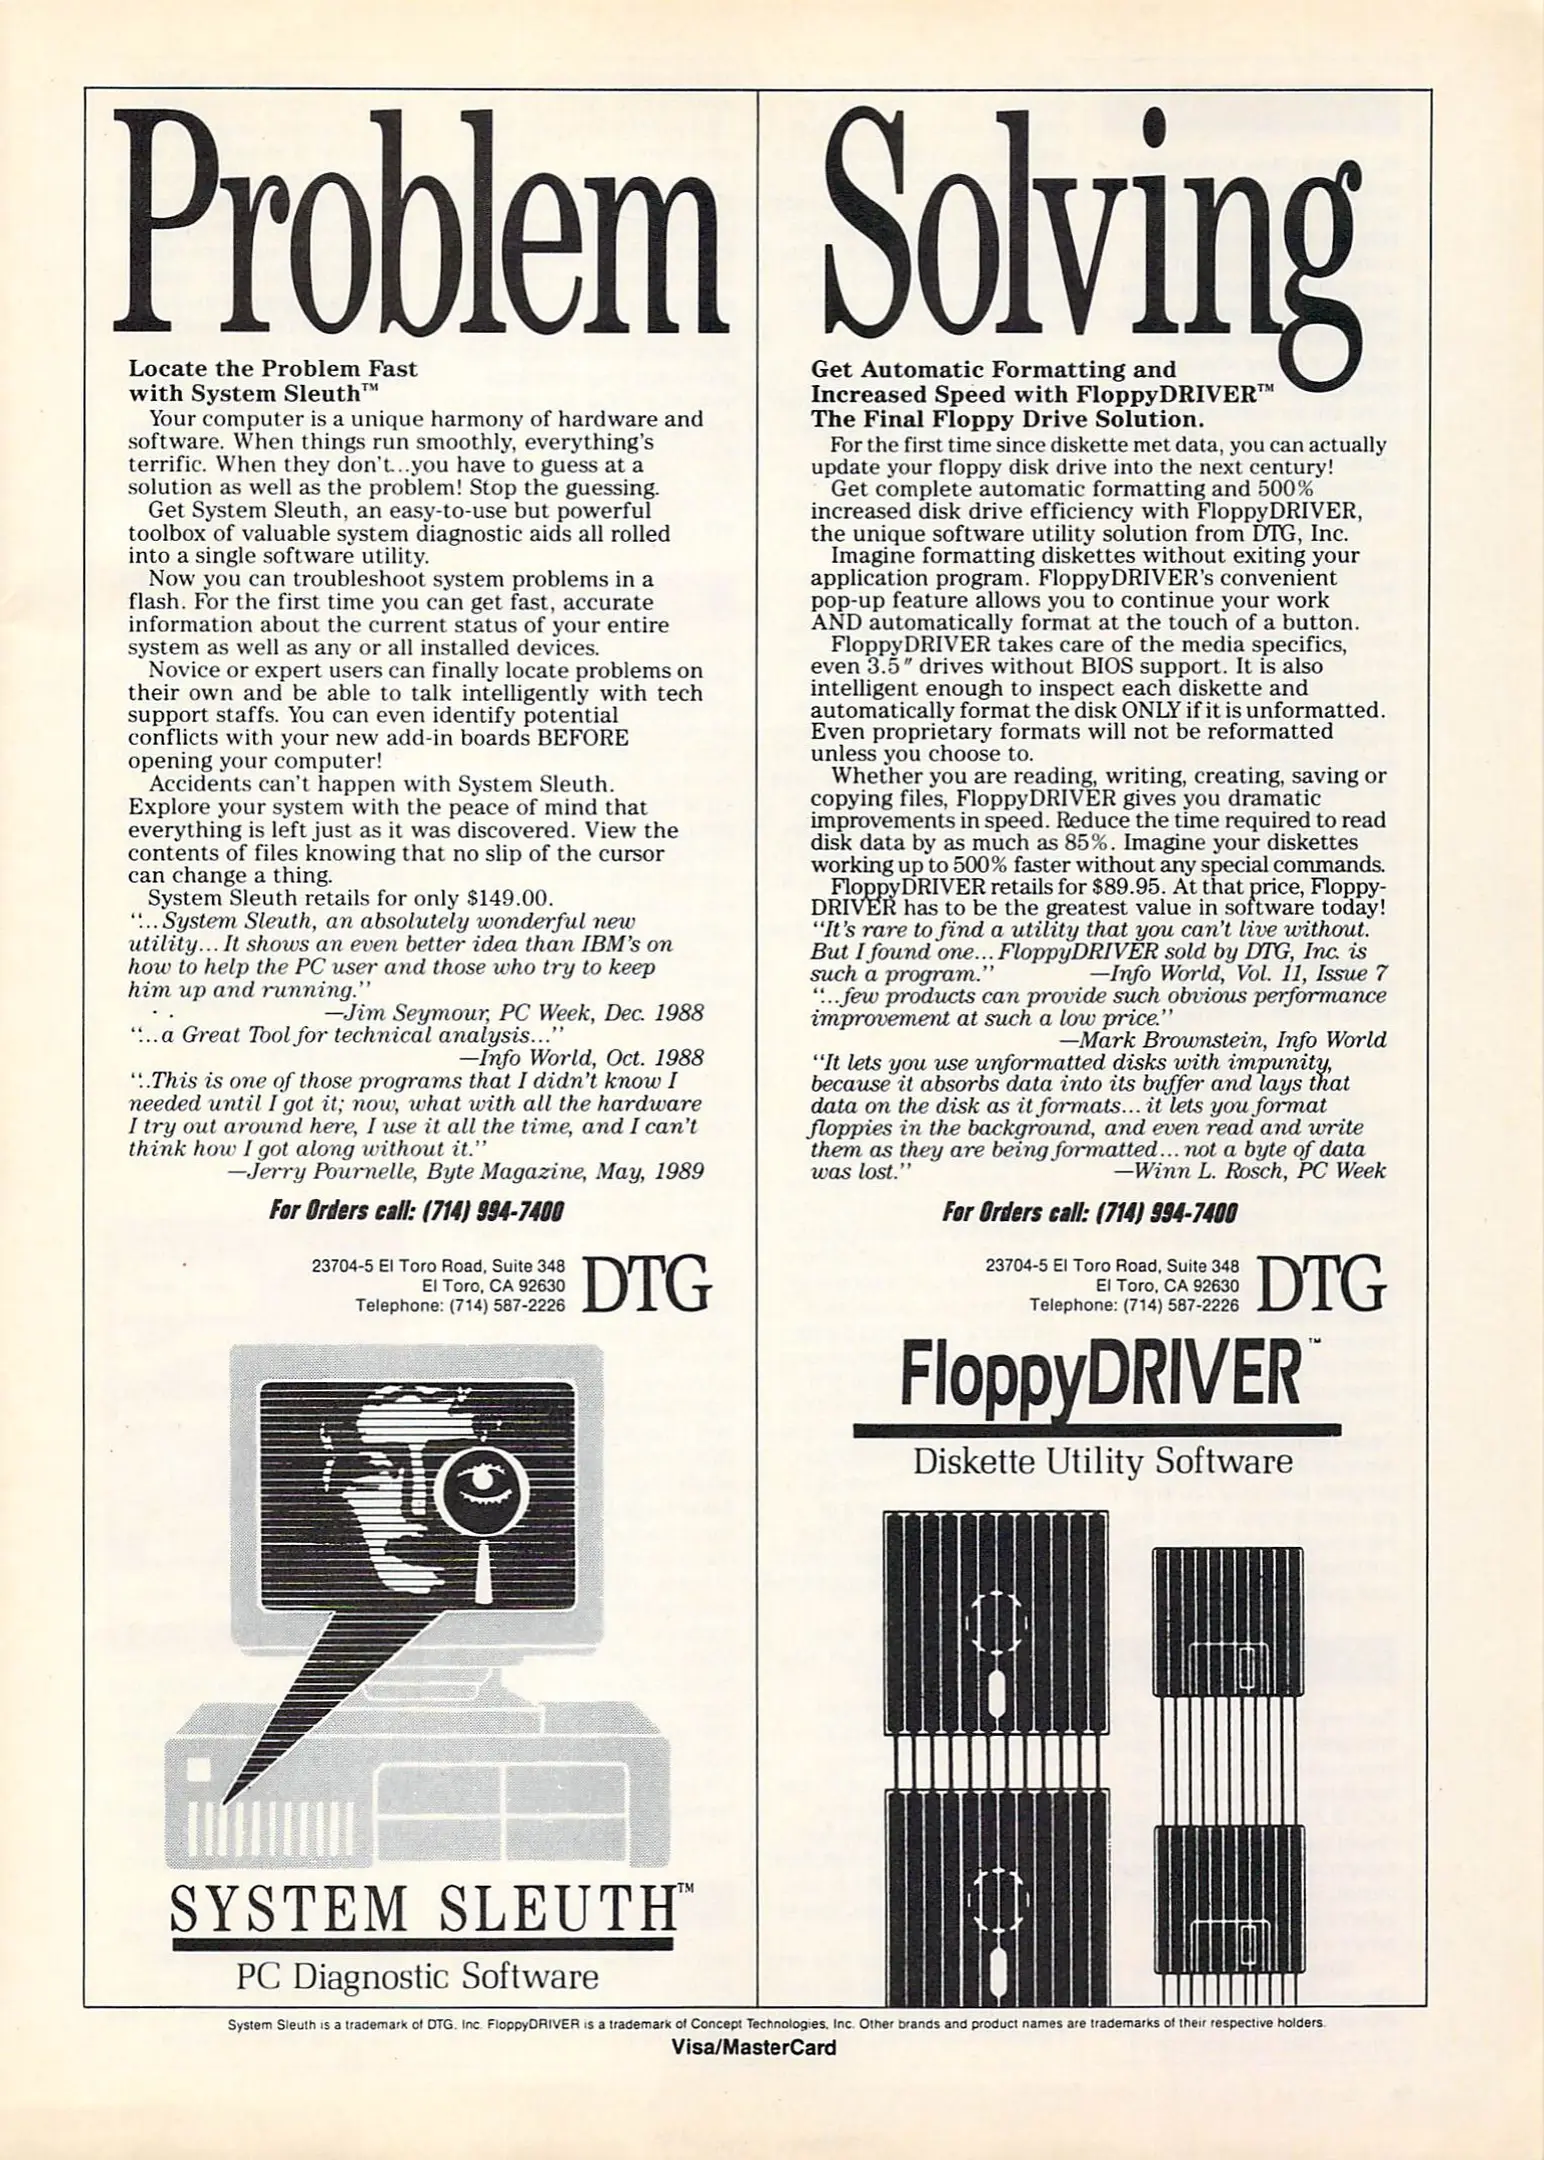 Problem
Locate the Problem Fast
with System Sleuth™
Your computer is a unique harmony of hardware and
software. When things run smoothly, everything's
terrific. When they don't...you have to guess at a
solution as well as the problem! Stop the guessing.
Get System Sleuth, an easy-to-use but powerful
toolbox of valuable system diagnostic aids all rolled
into a single software utility.
Now you can troubleshoot system problems in a
flash. For the first time you can get fast, accurate
information about the current status of your entire
system as well as any or all installed devices.
Novice or expert users can finally locate problems on
their own and be able to talk intelligently with tech
support staffs. You can even identify potential
conflicts with your new add-in boards BEFORE
opening your computer!
Accidents can't happen with System Sleuth.
Explore your system with the peace of mind that
everything is left just as it was discovered. View the
contents of files knowing that no slip of the cursor
can change a thing.
System Sleuth retails for only $149.00.
"...System Sleuth, an absolutely wonderful new
utility...It shows an even better idea than IBM's on
how to help the PC user and those who try to keep
him up and running."
—Jim Seymour, PC Week, Dec. 1988
"...a Great Tool for technical analysis..."
—Info World, Oct. 1988
"..This is one of those programs that I didn't know I
needed until I got it; now, what with all the hardware
I try out around here, I use it all the time, and I can't
think how I got along without it."
—Jerry Pournelle, Byte Magazine, May, 1989
For Orders call: (714) 994-7400
23704-5 El Toro Road, Suite 348
El Toro, CA 92630
Telephone: (714) 587-2226
DTG
SYSTEM SLEUTH™
PC Diagnostic Software
Solving
Get Automatic Formatting and
Increased Speed with FloppyDRIVER™
The Final Floppy Drive Solution.
For the first time since diskette met data, you can actually
update your floppy disk drive into the next century!
Get complete automatic formatting and 500%
increased disk drive efficiency with FloppyDRIVER,
the unique software utility solution from DTG, Inc.
Imagine formatting diskettes without exiting your
application program. FloppyDRIVER's convenient
pop-up feature allows you to continue your work
AND automatically format at the touch of a button.
FloppyDRIVER takes care of the media specifics,
even 3.5" drives without BIOS support. It is also
intelligent enough to inspect each diskette and
automatically format the disk ONLY if it is unformatted.
Even proprietary formats will not be reformatted
unless you choose to.
Whether you are reading, writing, creating, saving or
copying files, FloppyDRIVER gives you dramatic
improvements in speed. Reduce the time required to read
disk data by as much as 85%. Imagine your diskettes
working up to 500% faster without any special commands.
FloppyDRIVER retails for $89.95. At that price, Floppy-
DRIVER has to be the greatest value in software today!
"It's rare to find a utility that you can't live without.
But I found one...FloppyDRIVER sold by DTG, Inc. is
such a program." —Info World, Vol. 11, Issue 7
"...few products can provide such obvious performance
improvement at such a low price."
—Mark Brownstein, Info World
"It lets you use unformatted disks with impunity,
because it absorbs data into its buffer and lays that
data on the disk as it formats...it lets you format
floppies in the background, and even read and write
them as they are being formatted...not a byte of data
was lost." —Winn L. Rosch, PC Week
For Orders call: (714) 994-7400
23704-5 El Toro Road, Suite 348
El Toro, CA 92630
Telephone: (714) 587-2226
DTG
FloppyDRIVER™
Diskette Utility Software
System Sleuth is a trademark of DTG, Inc. FloppyDRIVER is a trademark of Concept Technologies, Inc. Other brands and product names are trademarks of their respective holders.
Visa/MasterCard